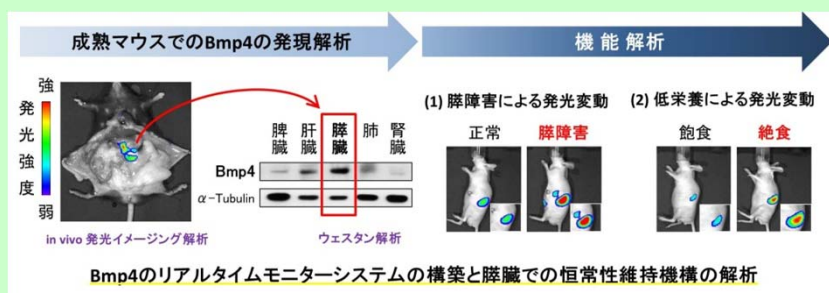 成熟マウスでのBmp4の発現解析
機能解析
強
発光強度
弱
in vivo 発光イメージング解析
脾臓 肝臓 膵臓 肺 腎臓
Bmp4
α-Tubulin
ウェスタン解析
(1) 膵障害による発光変動
正常 膵障害
(2) 低栄養による発光変動
飽食 絶食
Bmp4のリアルタイムモニターシステムの構築と膵臓での恒常性維持機構の解析